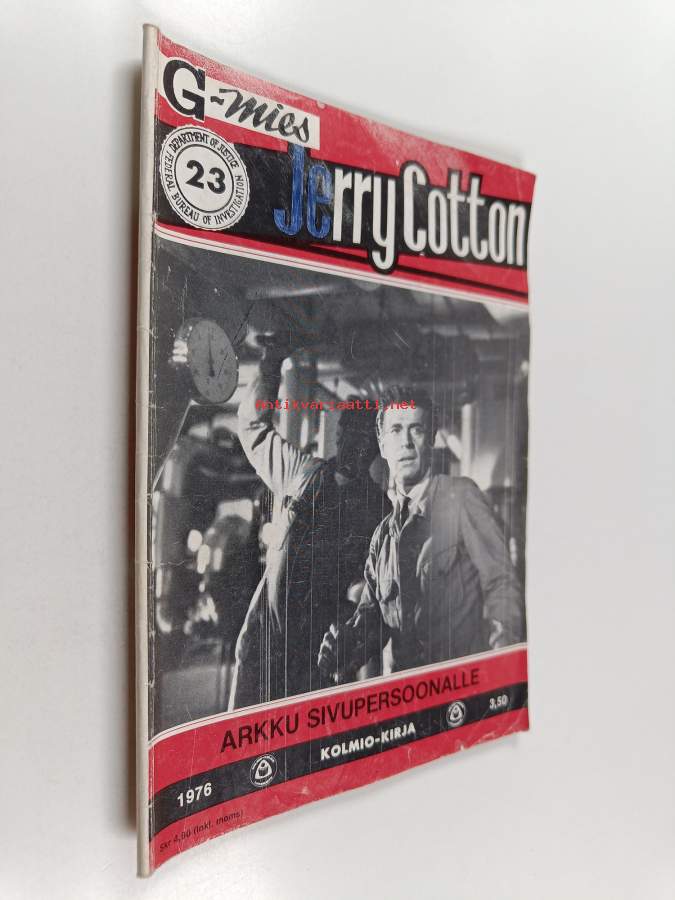 G-mies
DEPARTMENT OF JUSTICE
23
FEDERAL BUREAU OF INVESTIGATION
Jerry Cotton
antikvariaatti.net
ARKKU SIVUPERSOONALLE
1976
KOLMIO-KIRJA
3,50
Skr 4,90 (inkl. moms)